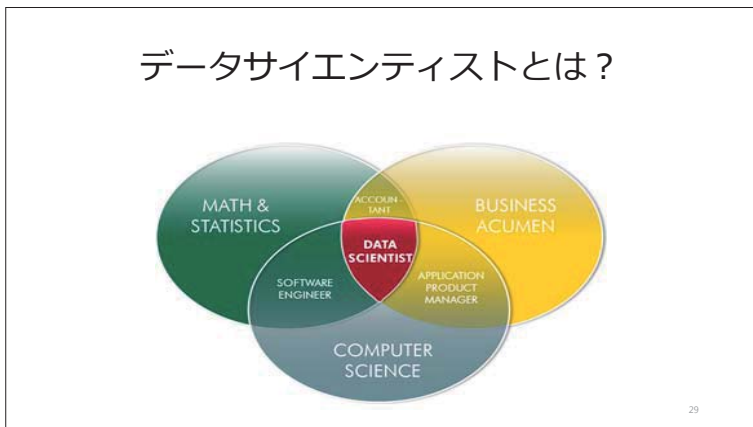 データサイエンティストとは？
MATH &
STATISTICS
ACCOUN -
TANT
BUSINESS
ACUMEN
DATA
SCIENTIST
SOFTWARE
ENGINEER
APPLICATION
PRODUCT
MANAGER
COMPUTER
SCIENCE
29